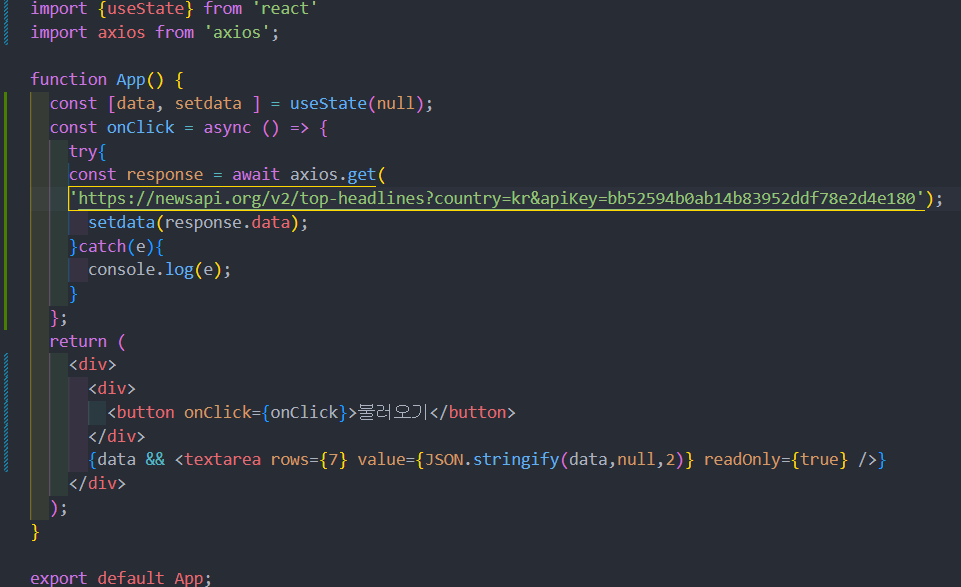 import {useState} from 'react'
import axios from 'axios';
function App() {
const [data, setdata ] = useState(null);
const onClick = async () => {
try{
const response = await axios.get(
'https://newsapi.org/v2/top-headlines?country=kr&apiKey=bb52594b0ab14b83952ddf78e2d4e180');
setdata(response.data);
}catch(e){
console.log(e);
}
};
return (
<div>
<div>
<button onClick={onClick}>불러오기</button>
</div>
{data && <textarea rows={7} value={JSON.stringify(data,null,2)} readOnly={true} />}
</div>
);
}
export default App;